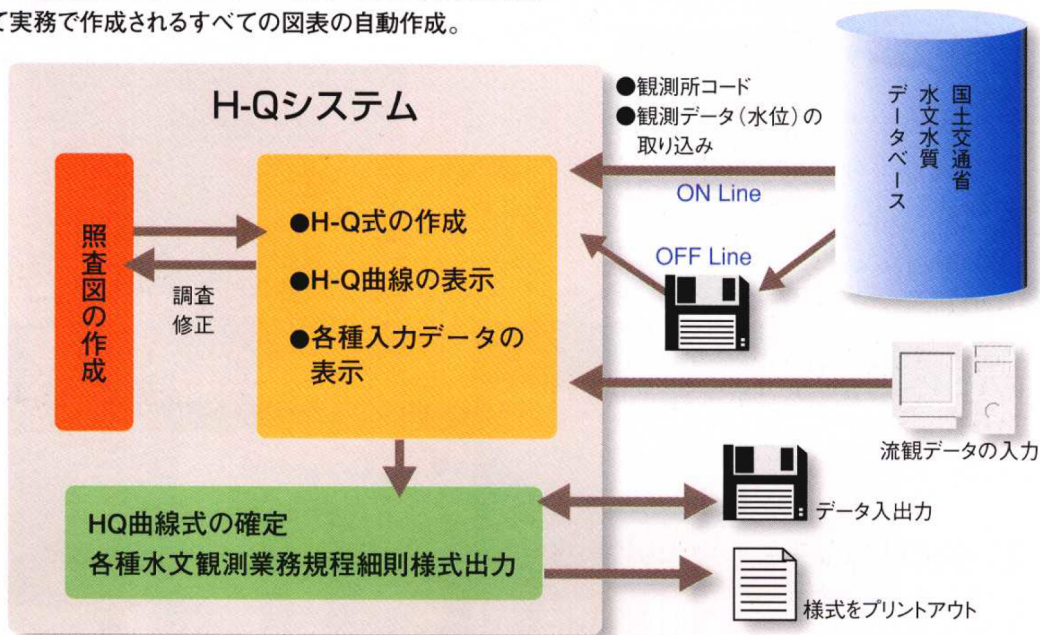 て実務で作成されるすべての図表の自動作成。
H-Qシステム
照査図の作成
調査
修正
●H-Q式の作成
●H-Q曲線の表示
●各種入力データの
表示
HQ曲線式の確定
各種水文観測業務規程細則様式出力
●観測所コード
●観測データ（水位）の
取り込み
ON Line
OFF Line
国土交通省
水文水質
データベース
流観データの入力
データ入出力
様式をプリントアウト